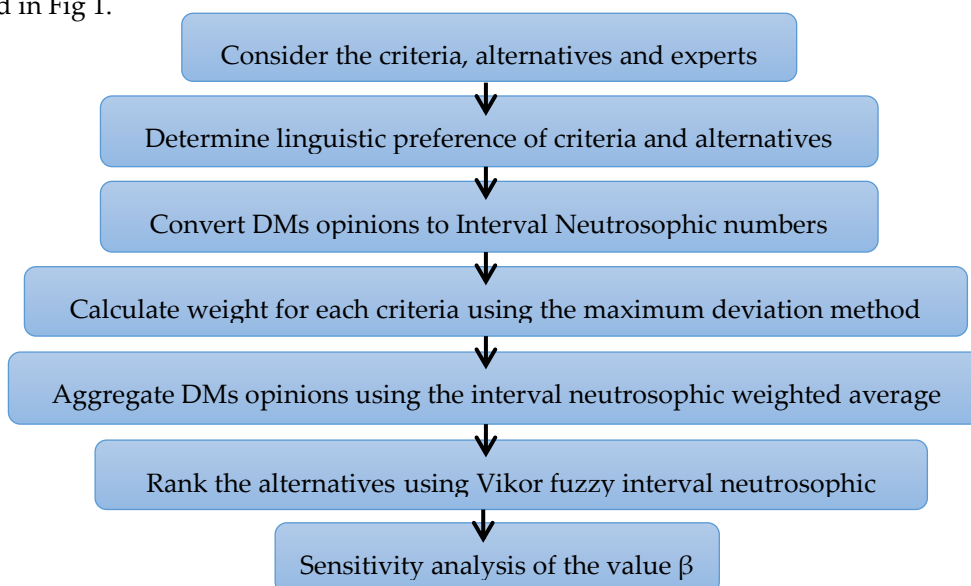 d in Fig 1.
Consider the criteria, alternatives and experts
Determine linguistic preference of criteria and alternatives
Convert DMs opinions to Interval Neutrosophic numbers
Calculate weight for each criteria using the maximum deviation method
Aggregate DMs opinions using the interval neutrosophic weighted average
Rank the alternatives using Vikor fuzzy interval neutrosophic
Sensitivity analysis of the value β